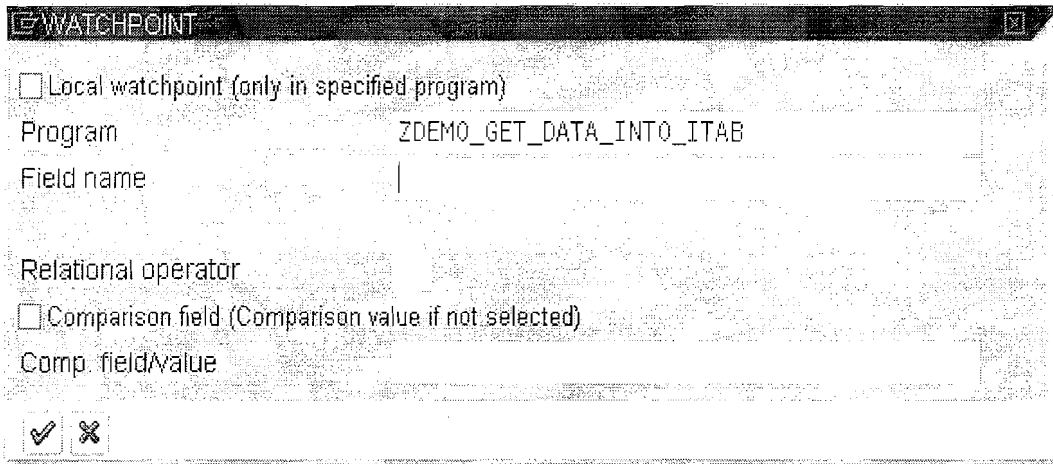 WATCHPOINT
Local watchpoint (only in specified program)
Program ZDEMO_GET_DATA_INTO_ITAB
Field name
Relational operator
Comparison field (Comparison value if not selected)
Comp. field/value